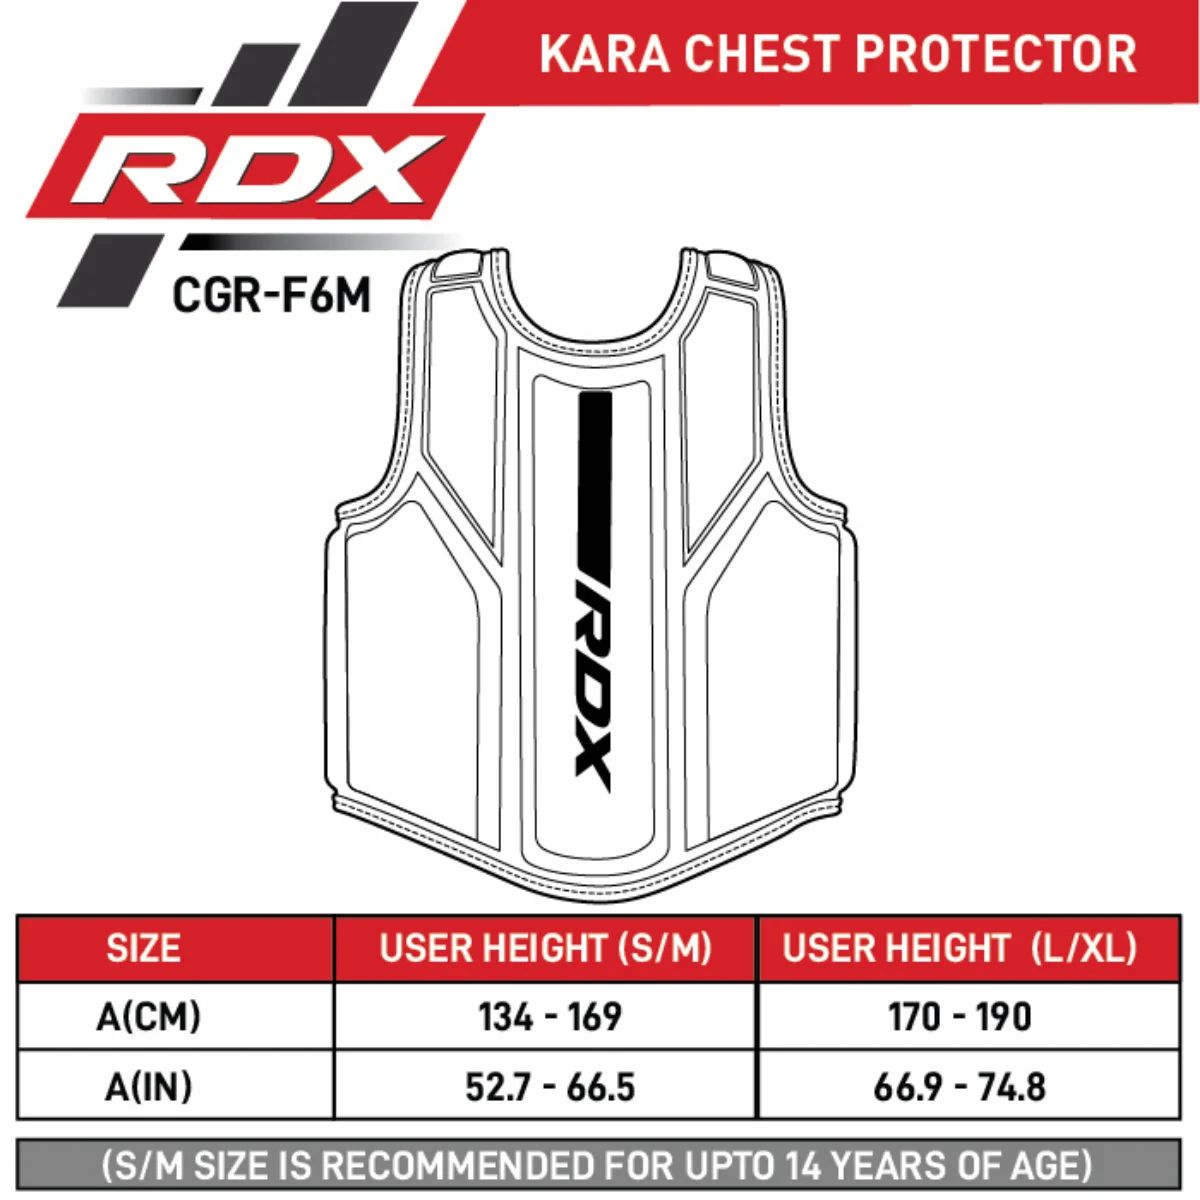 KARA CHEST PROTECTOR
RDX
CGR-F6M
RDX
SIZE USER HEIGHT (S/M) USER HEIGHT (L/XL)
A(CM) 134 - 169 170 - 190
A(IN) 52.7 - 66.5 66.9 - 74.8
(S/M SIZE IS RECOMMENDED FOR UPTO 14 YEARS OF AGE)